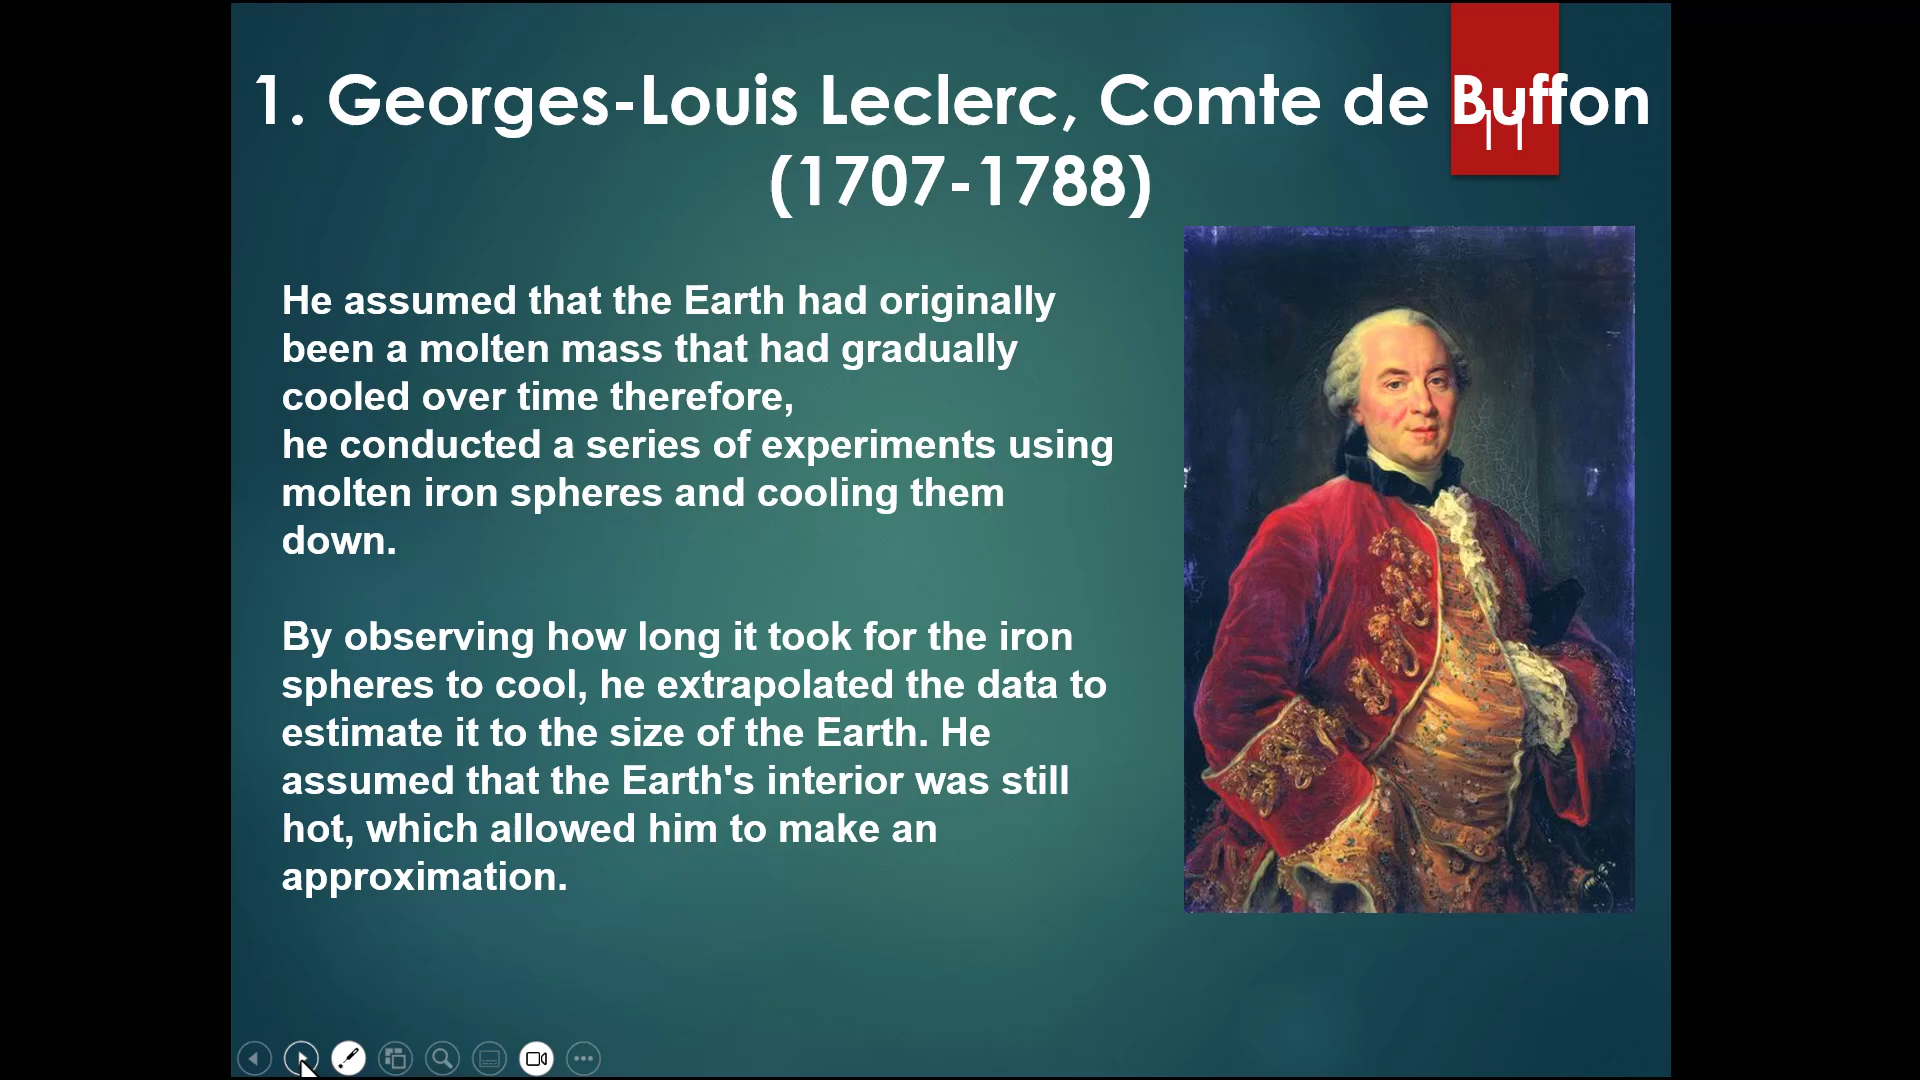 1. Georges-Louis Leclerc, Comte de Buffon
11
(1707-1788)
He assumed that the Earth had originally
been a molten mass that had gradually
cooled over time therefore,
he conducted a series of experiments using
molten iron spheres and cooling them
down.
By observing how long it took for the iron
spheres to cool, he extrapolated the data to
estimate it to the size of the Earth. He
assumed that the Earth's interior was still
hot, which allowed him to make an
approximation.